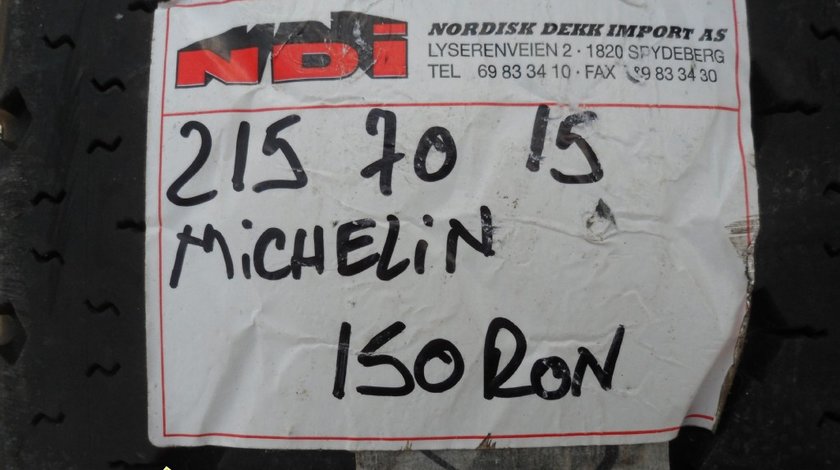 NDi
NORDISK DEKK IMPORT AS
LYSERENVEIEN 2 · 1820 SPYDEBERG
TEL 69 83 34 10 · FAX 69 83 34 30
215 70 15
MiCHELiN
150 RON